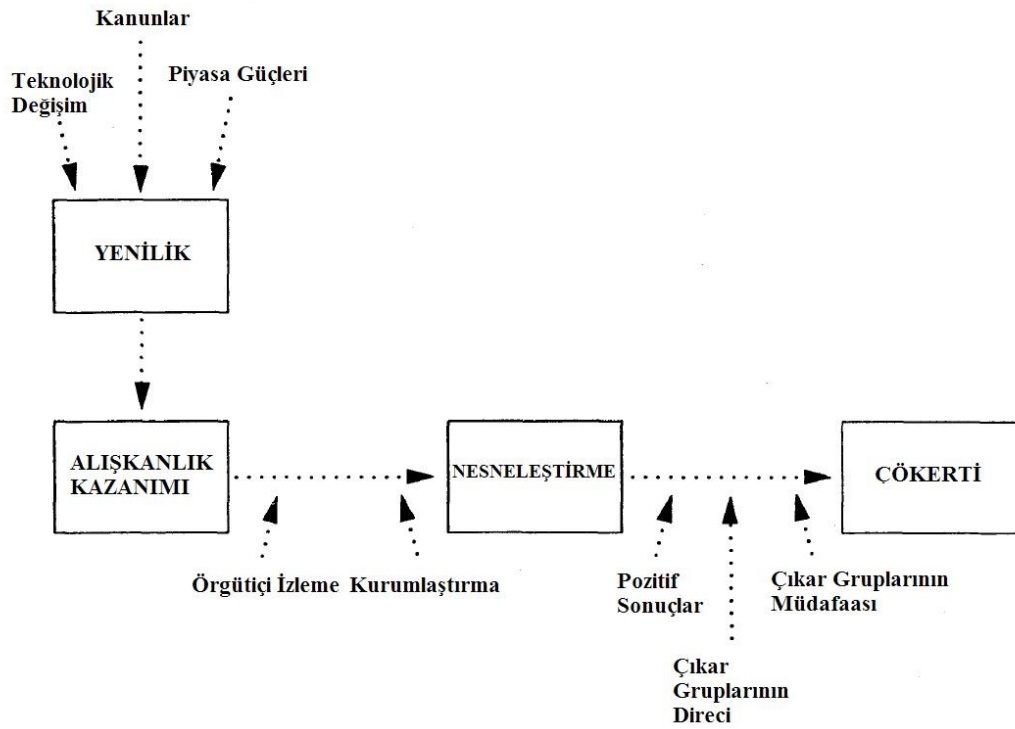 Kanunlar
Teknolojik
Değişim
Piyasa Güçleri
YENİLİK
ALIŞKANLIK
KAZANIMI
NESNELEŞTİRME
ÇÖKERTİ
Örgütiçi İzleme Kurumlaştırma
Pozitif
Sonuçlar
Çıkar Gruplarının
Müdafaası
Çıkar
Gruplarının
Direci